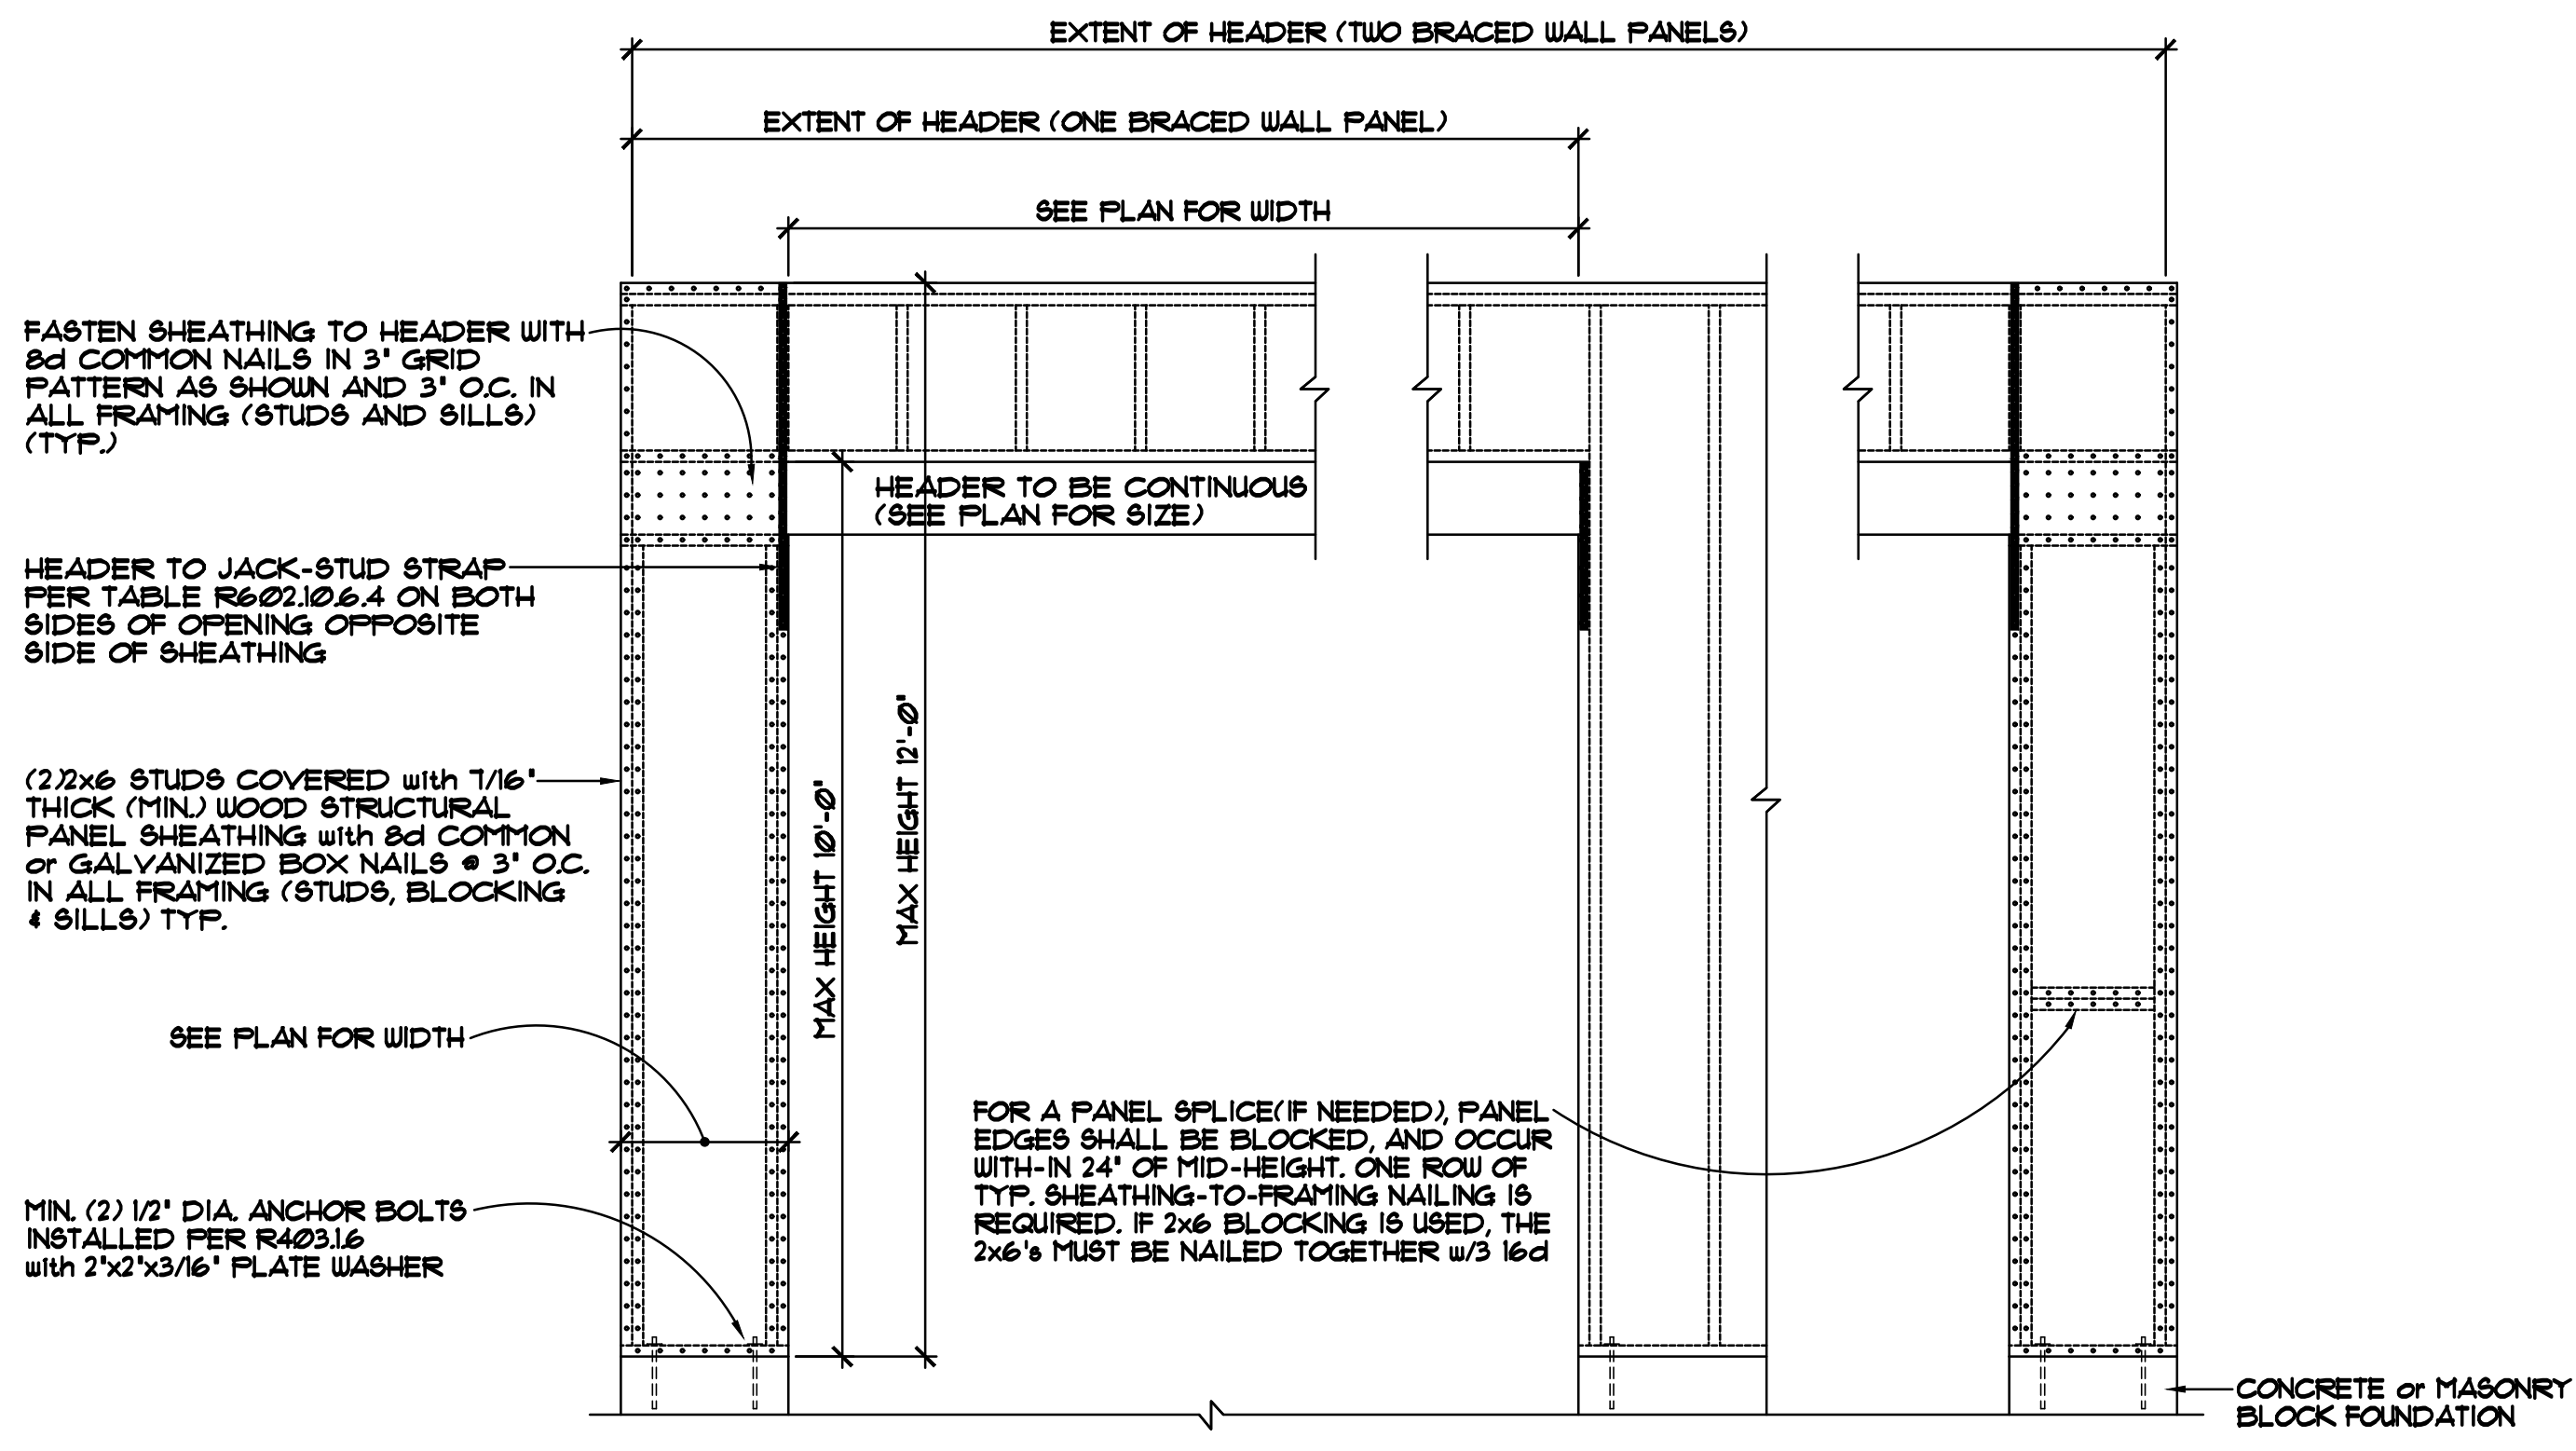 EXTENT OF HEADER (TWO BRACED WALL PANELS)
EXTENT OF HEADER (ONE BRACED WALL PANEL)
SEE PLAN FOR WIDTH
FASTEN SHEATHING TO HEADER WITH
8d COMMON NAILS IN 3" GRID
PATTERN AS SHOWN AND 3" O.C. IN
ALL FRAMING (STUDS AND SILLS)
(TYP.)
HEADER TO BE CONTINUOUS
(SEE PLAN FOR SIZE)
HEADER TO JACK-STUD STRAP
PER TABLE R602.10.6.4 ON BOTH
SIDES OF OPENING OPPOSITE
SIDE OF SHEATHING
(2)2x6 STUDS COVERED with 7/16"
THICK (MIN.) WOOD STRUCTURAL
PANEL SHEATHING with 8d COMMON
or GALVANIZED BOX NAILS @ 3" O.C.
IN ALL FRAMING (STUDS, BLOCKING
& SILLS) TYP.
MAX HEIGHT 10'-0"
MAX HEIGHT 12'-0"
SEE PLAN FOR WIDTH
FOR A PANEL SPLICE(IF NEEDED), PANEL
EDGES SHALL BE BLOCKED, AND OCCUR
WITH-IN 24" OF MID-HEIGHT. ONE ROW OF
TYP. SHEATHING-TO-FRAMING NAILING IS
REQUIRED. IF 2x6 BLOCKING IS USED, THE
2x6's MUST BE NAILED TOGETHER w/3 16d
MIN. (2) 1/2" DIA. ANCHOR BOLTS
INSTALLED PER R403.1.6
with 2"x2"x3/16" PLATE WASHER
CONCRETE or MASONRY
BLOCK FOUNDATION